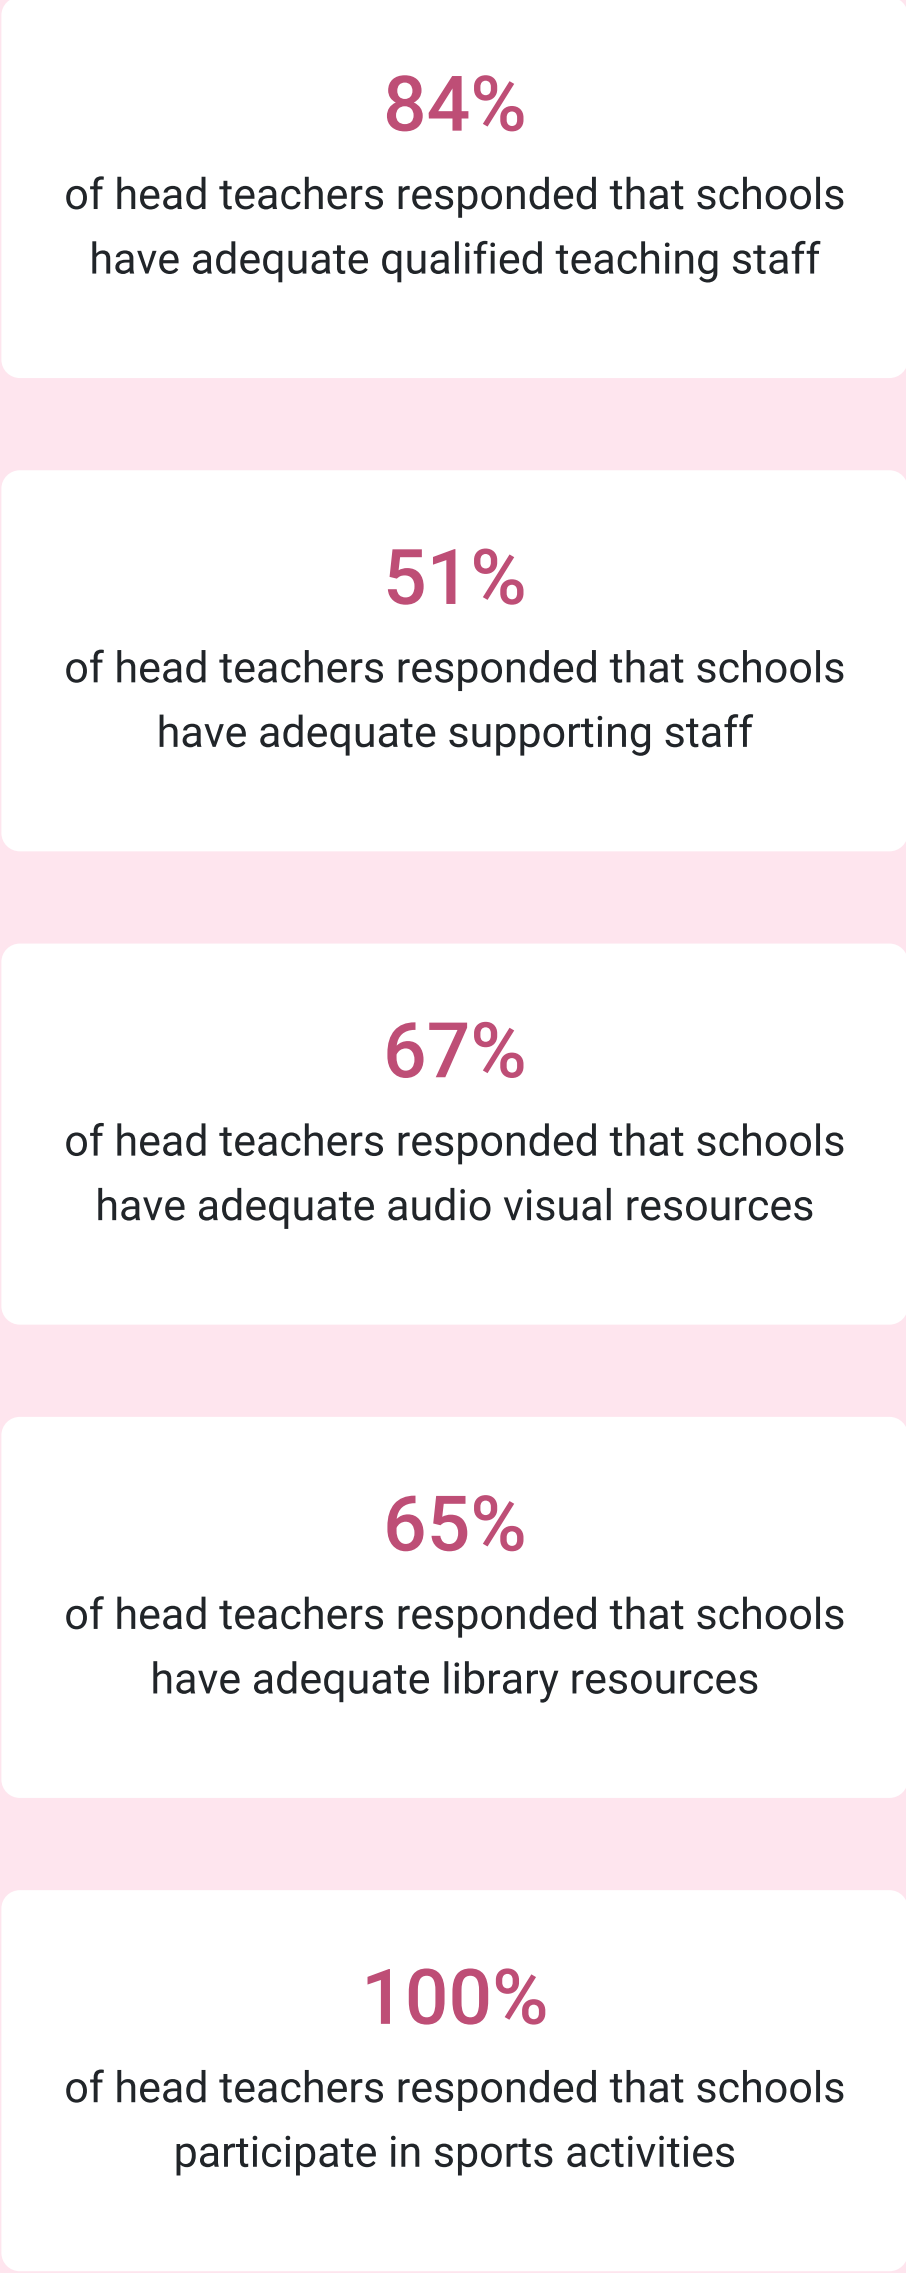 84%
of head teachers responded that schools
have adequate qualified teaching staff
51%
of head teachers responded that schools
have adequate supporting staff
67%
of head teachers responded that schools
have adequate audio visual resources
65%
of head teachers responded that schools
have adequate library resources
100%
of head teachers responded that schools
participate in sports activities